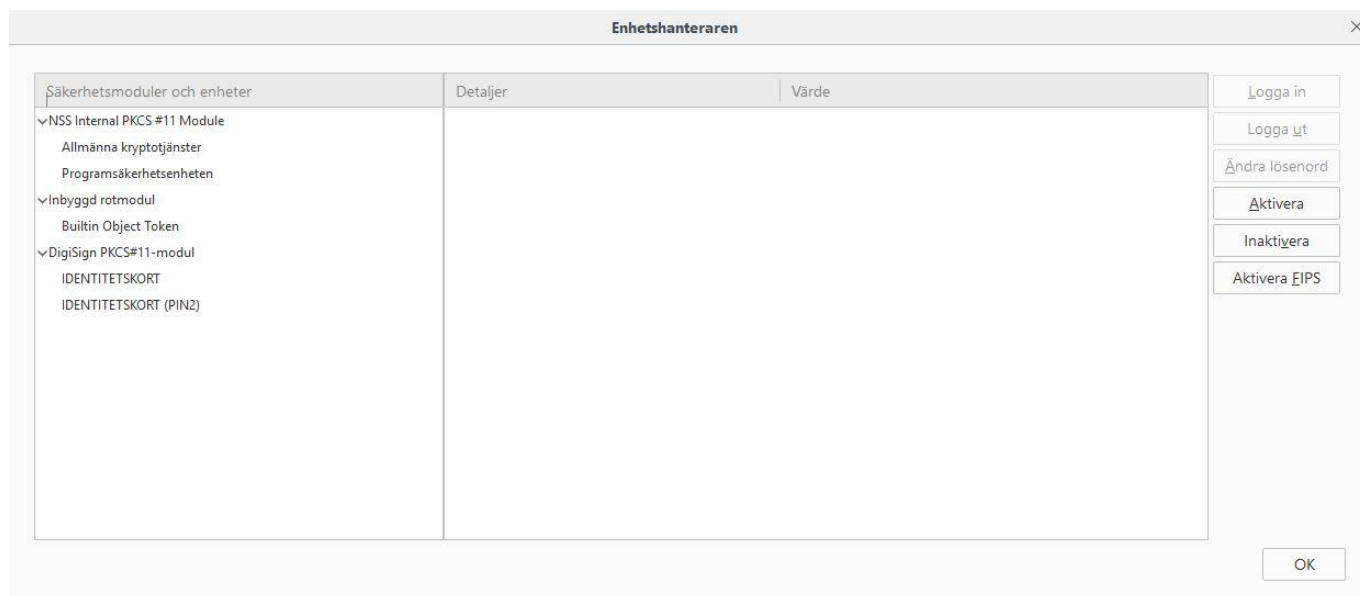 Enhetshanteraren
Säkerhetsmoduler och enheter Detaljer Värde
NSS Internal PKCS #11 Module
Allmänna kryptotjänster
Programsäkerhetsenheten
Inbyggd rotmodul
Builtin Object Token
DigiSign PKCS#11-modul
IDENTITETSKORT
IDENTITETSKORT (PIN2)
Logga in
Logga ut
Ändra lösenord
Aktivera
Inaktivera
Aktivera FIPS
OK